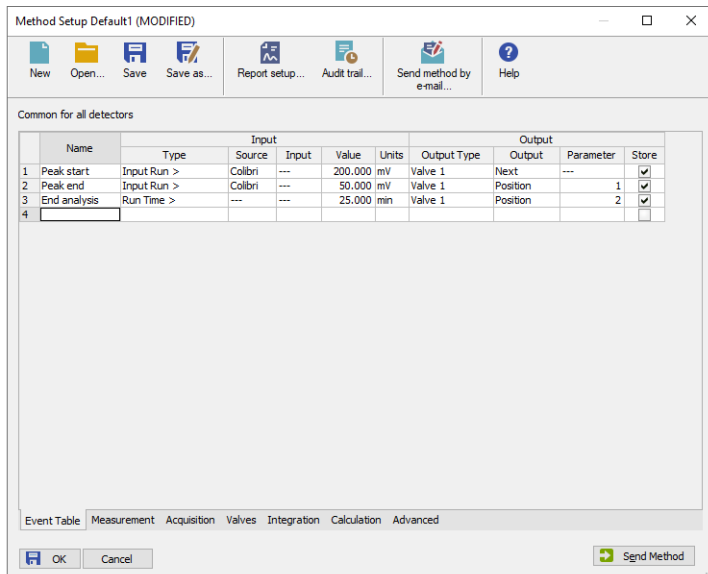 Method Setup Default1 (MODIFIED)
New Open... Save Save as... Report setup... Audit trail... Send method by e-mail... Help
Common for all detectors
Name Input Output
Type Source Input Value Units Output Type Output Parameter Store
1 Peak start Input Run > Colibri --- 200.000 mV Valve 1 Next ---
2 Peak end Input Run > Colibri --- 50.000 mV Valve 1 Position 1
3 End analysis Run Time > --- --- 25.000 min Valve 1 Position 2
4
Event Table Measurement Acquisition Valves Integration Calculation Advanced
OK Cancel Send Method